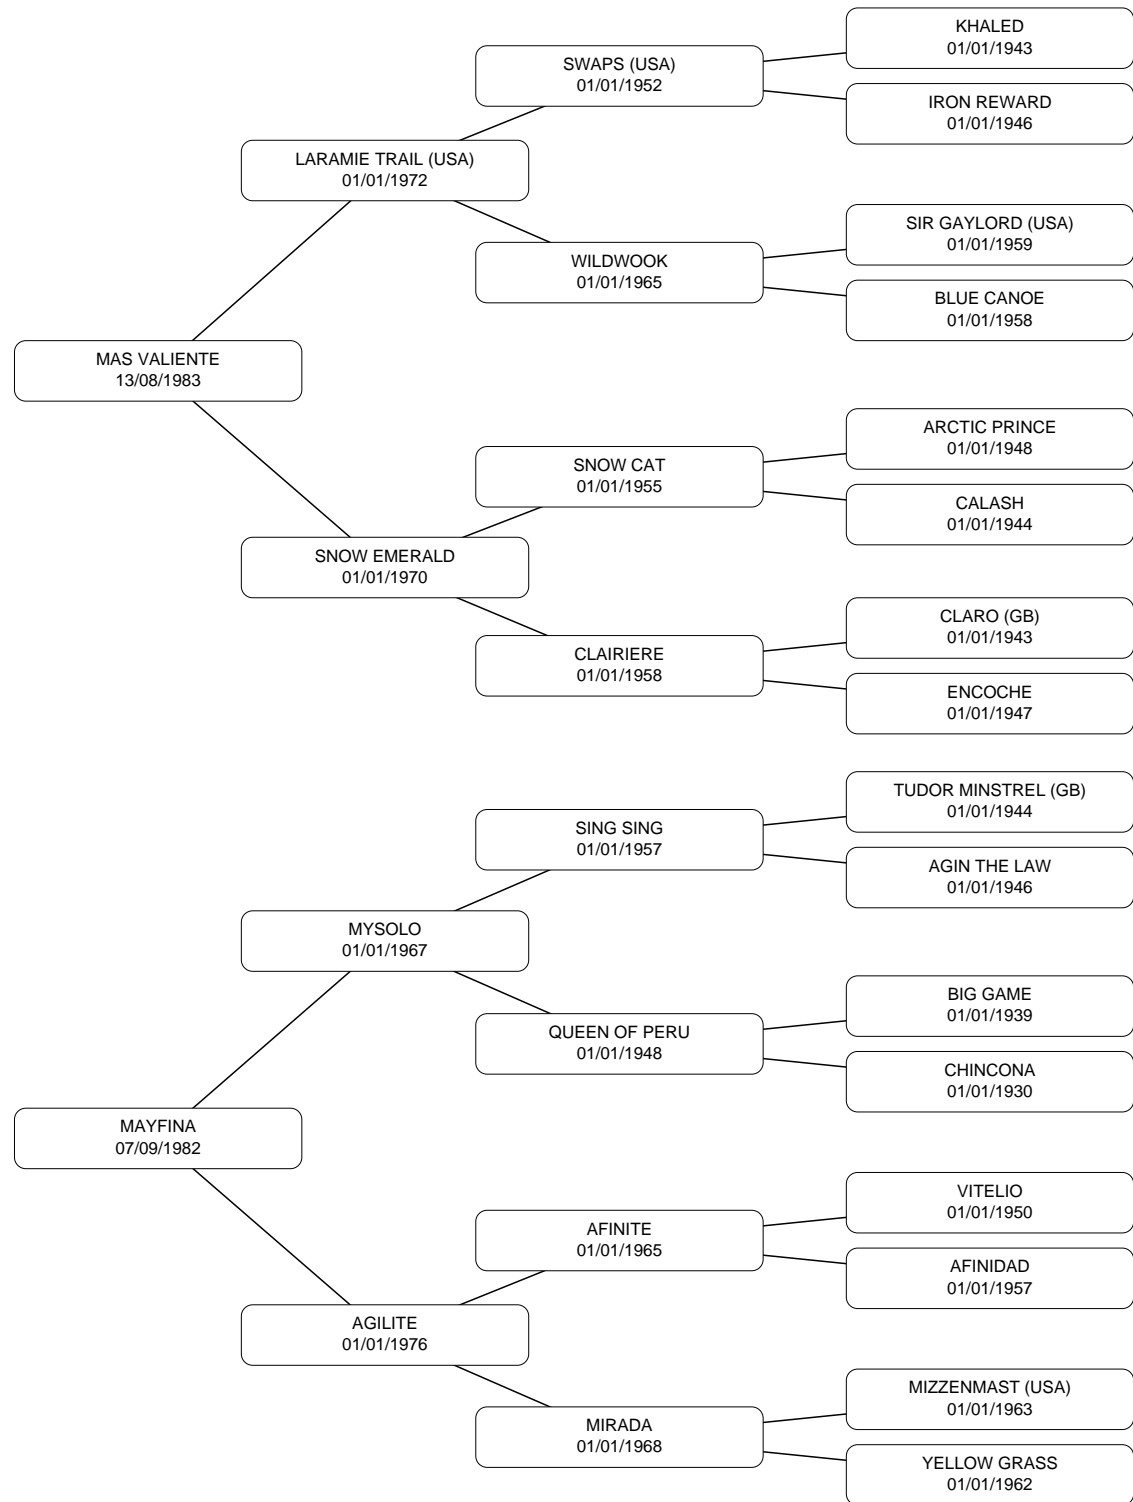 KHALED
01/01/1943
SWAPS (USA)
01/01/1952
IRON REWARD
01/01/1946
LARAMIE TRAIL (USA)
01/01/1972
SIR GAYLORD (USA)
01/01/1959
WILDWOOK
01/01/1965
BLUE CANOE
01/01/1958
MAS VALIENTE
13/08/1983
ARCTIC PRINCE
01/01/1948
SNOW CAT
01/01/1955
CALASH
01/01/1944
SNOW EMERALD
01/01/1970
CLARO (GB)
01/01/1943
CLAIRIERE
01/01/1958
ENCOCHE
01/01/1947
TUDOR MINSTREL (GB)
01/01/1944
SING SING
01/01/1957
AGIN THE LAW
01/01/1946
MYSOLO
01/01/1967
BIG GAME
01/01/1939
QUEEN OF PERU
01/01/1948
CHINCONA
01/01/1930
MAYFINA
07/09/1982
VITELIO
01/01/1950
AFINITE
01/01/1965
AFINIDAD
01/01/1957
AGILITE
01/01/1976
MIZZENMAST (USA)
01/01/1963
MIRADA
01/01/1968
YELLOW GRASS
01/01/1962